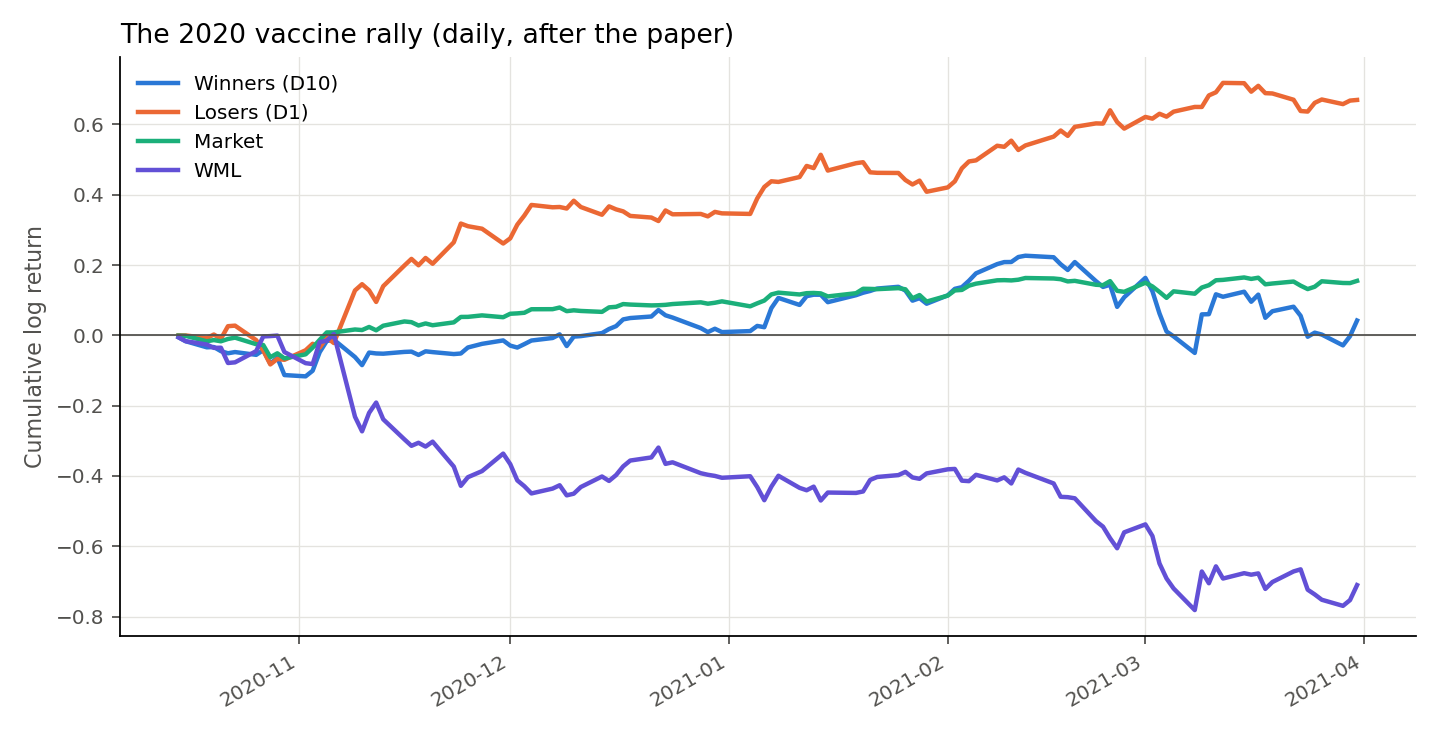 The 2020 vaccine rally (daily, after the paper)
Winners (D10)
Losers (D1)
Market
WML
Cumulative log return
0.6
0.4
0.2
0.0
−0.2
−0.4
−0.6
−0.8
2020-11
2020-12
2021-01
2021-02
2021-03
2021-04